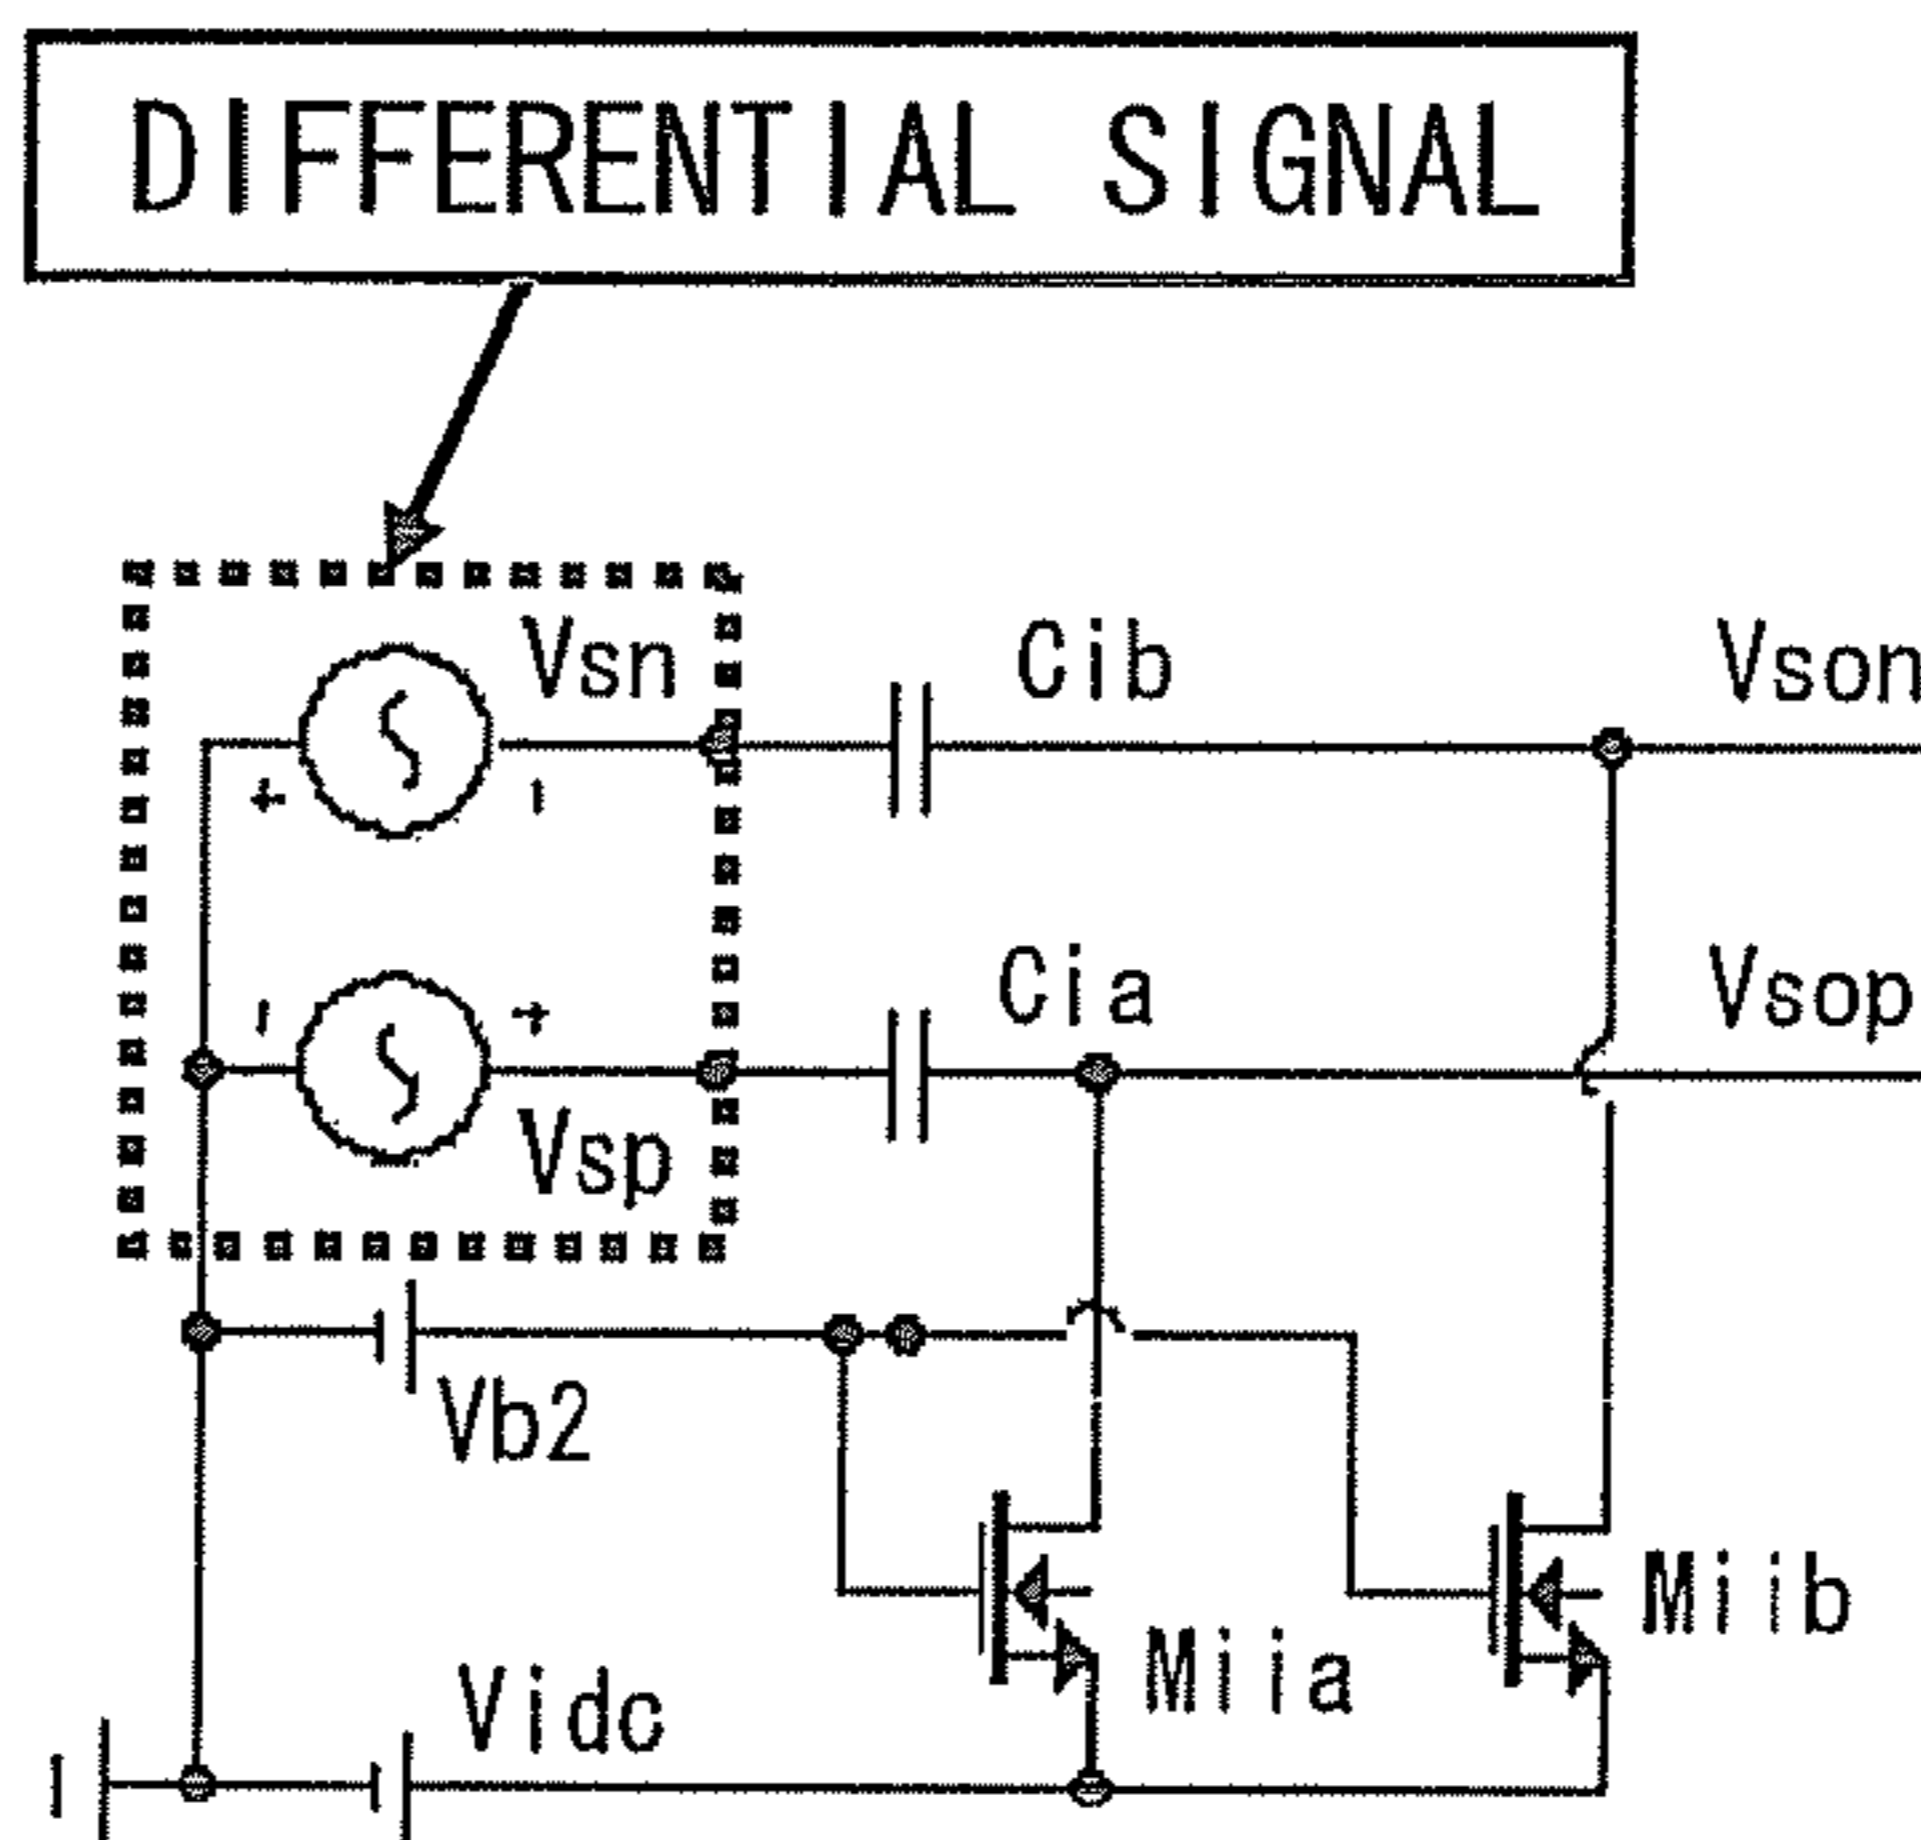 DIFFERENTIAL SIGNAL
Vsn
Cib
Vson
+
-
Cia
Vsop
-
+
Vsp
Vb2
Miib
Miia
Vidc